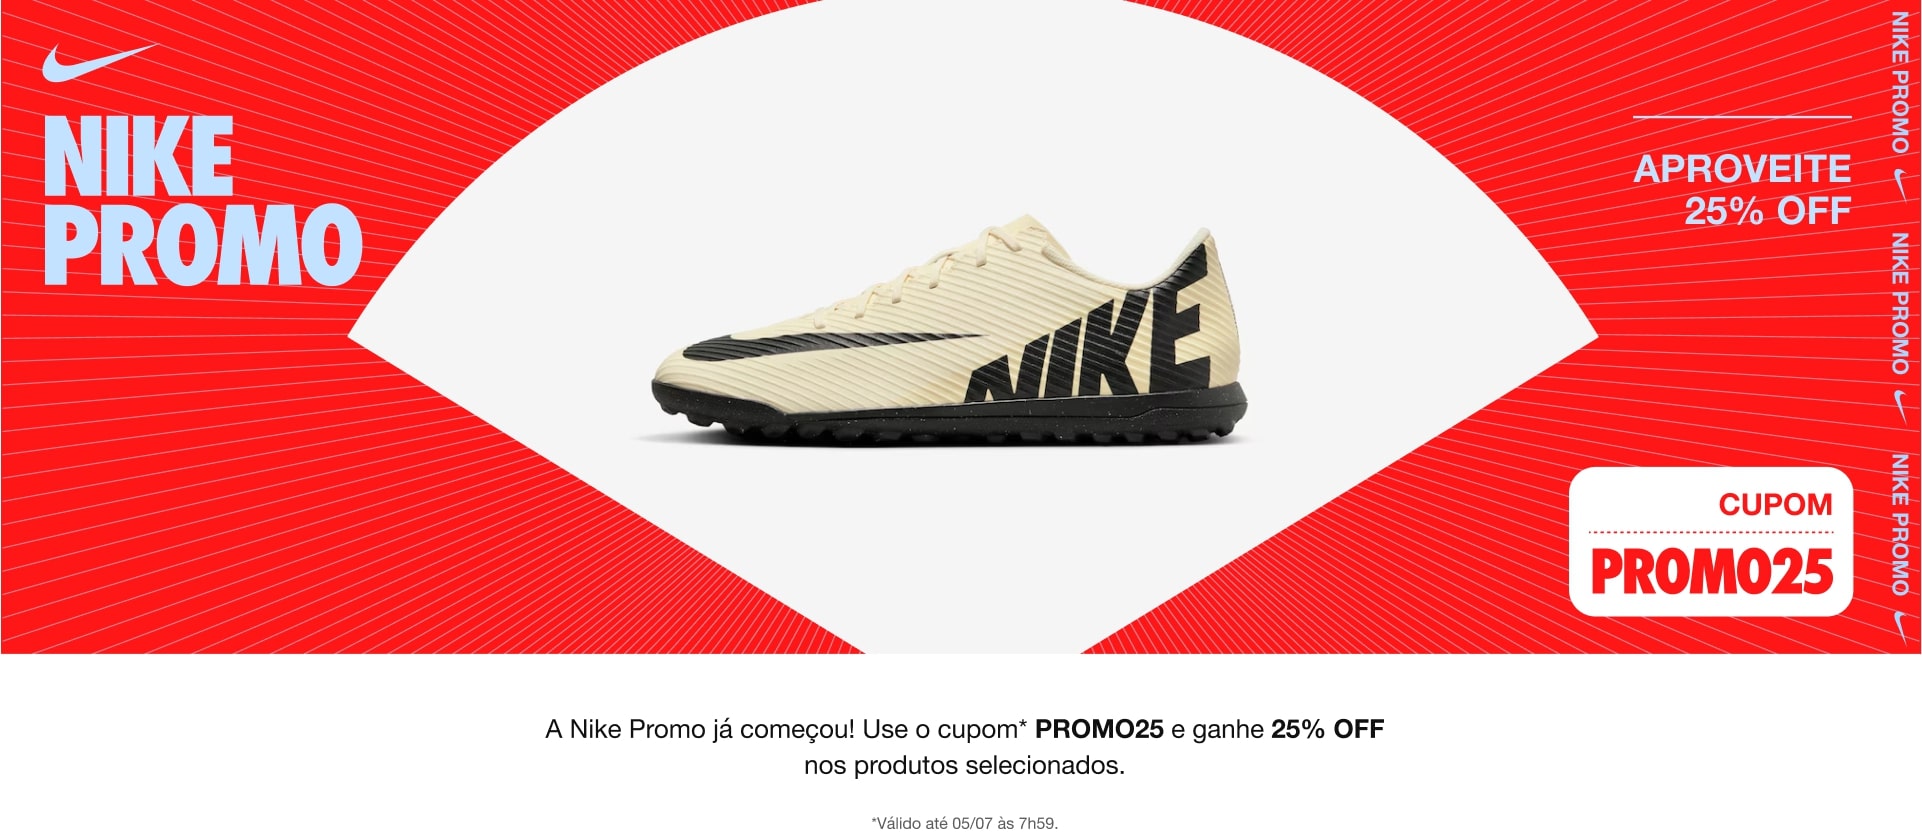 NIKE
PROMO
NIKE
APROVEITE
25% OFF
CUPOM
PROMO25
NIKE PROMO
NIKE PROMO
NIKE PROMO
A Nike Promo já começou! Use o cupom* PROMO25 e ganhe 25% OFF
nos produtos selecionados.
*Válido até 05/07 às 7h59.